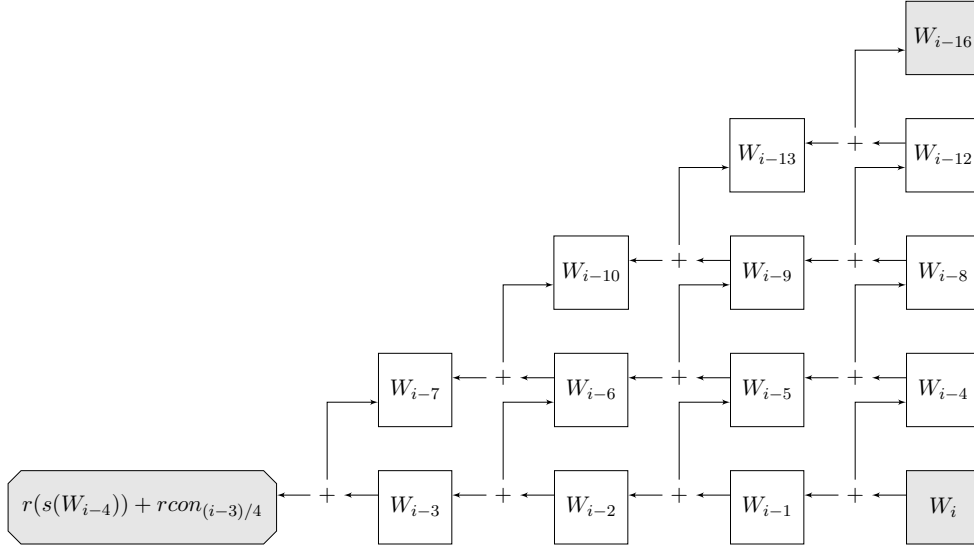 W_{i−16}
W_{i−13} + W_{i−12}
W_{i−10} + W_{i−9} + W_{i−8}
W_{i−7} + W_{i−6} + W_{i−5} + W_{i−4}
r(s(W_{i−4})) + rcon_{(i−3)/4} + W_{i−3} + W_{i−2} + W_{i−1} + W_i